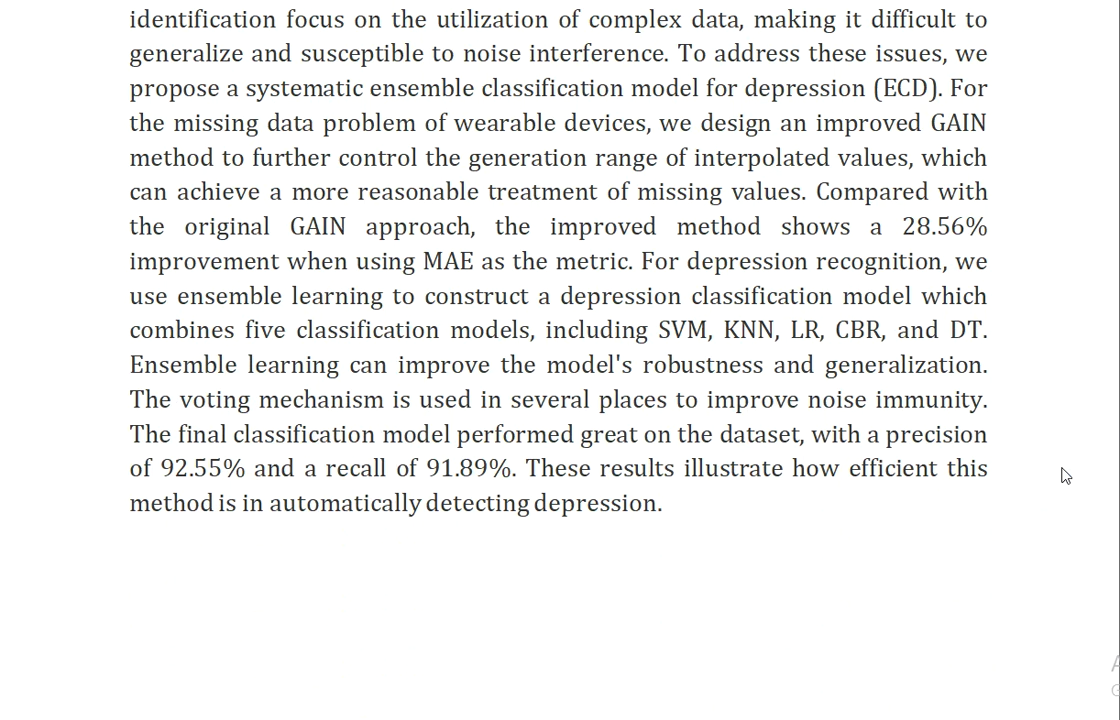 identification focus on the utilization of complex data, making it difficult to
generalize and susceptible to noise interference. To address these issues, we
propose a systematic ensemble classification model for depression (ECD). For
the missing data problem of wearable devices, we design an improved GAIN
method to further control the generation range of interpolated values, which
can achieve a more reasonable treatment of missing values. Compared with
the original GAIN approach, the improved method shows a 28.56%
improvement when using MAE as the metric. For depression recognition, we
use ensemble learning to construct a depression classification model which
combines five classification models, including SVM, KNN, LR, CBR, and DT.
Ensemble learning can improve the model's robustness and generalization.
The voting mechanism is used in several places to improve noise immunity.
The final classification model performed great on the dataset, with a precision
of 92.55% and a recall of 91.89%. These results illustrate how efficient this
method is in automatically detecting depression.